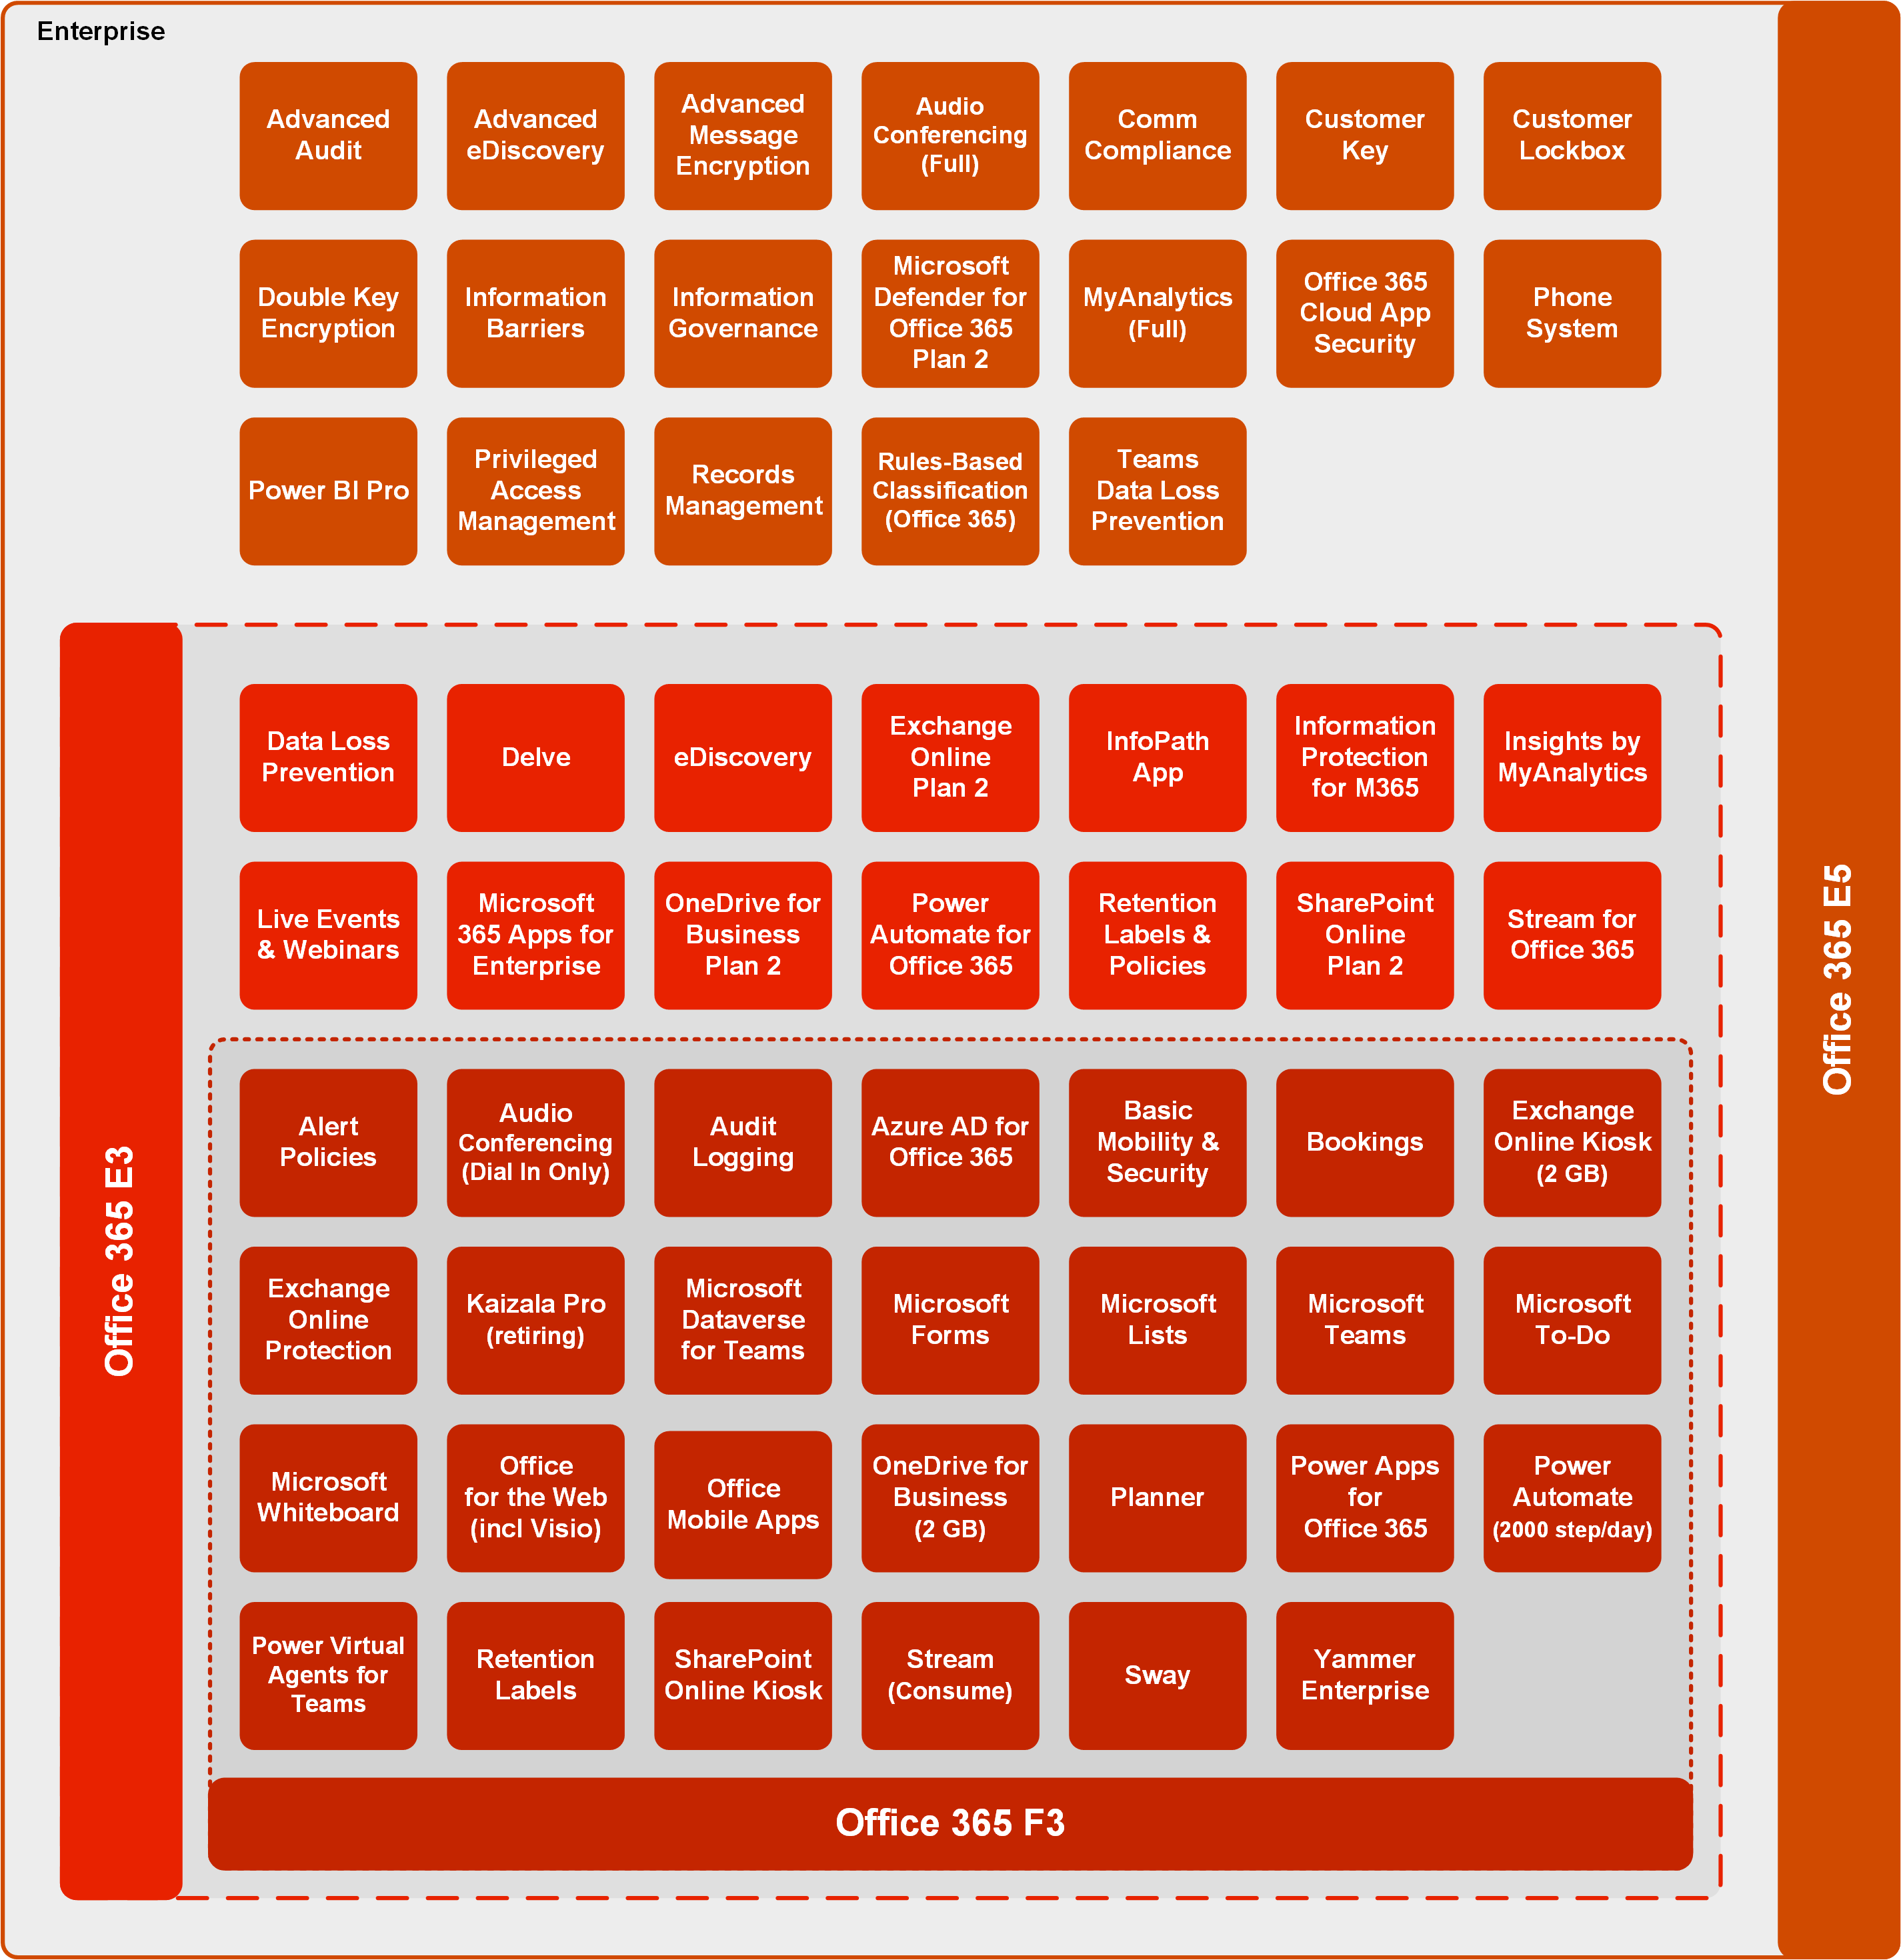 Enterprise
Advanced
Audit
Advanced
eDiscovery
Advanced
Message
Encryption
Audio
Conferencing
(Full)
Comm
Compliance
Customer
Key
Customer
Lockbox
Double Key
Encryption
Information
Barriers
Information
Governance
Microsoft
Defender for
Office 365
Plan 2
MyAnalytics
(Full)
Office 365
Cloud App
Security
Phone
System
Power BI Pro
Privileged
Access
Management
Records
Management
Rules-Based
Classification
(Office 365)
Teams
Data Loss
Prevention
Office 365 E5
Office 365 E3
Data Loss
Prevention
Delve
eDiscovery
Exchange
Online
Plan 2
InfoPath
App
Information
Protection
for M365
Insights by
MyAnalytics
Live Events
& Webinars
Microsoft
365 Apps for
Enterprise
OneDrive for
Business
Plan 2
Power
Automate for
Office 365
Retention
Labels &
Policies
SharePoint
Online
Plan 2
Stream for
Office 365
Alert
Policies
Audio
Conferencing
(Dial In Only)
Audit
Logging
Azure AD for
Office 365
Basic
Mobility &
Security
Bookings
Exchange
Online Kiosk
(2 GB)
Exchange
Online
Protection
Kaizala Pro
(retiring)
Microsoft
Dataverse
for Teams
Microsoft
Forms
Microsoft
Lists
Microsoft
Teams
Microsoft
To-Do
Microsoft
Whiteboard
Office
for the Web
(incl Visio)
Office
Mobile Apps
OneDrive for
Business
(2 GB)
Planner
Power Apps
for
Office 365
Power
Automate
(2000 step/day)
Power Virtual
Agents for
Teams
Retention
Labels
SharePoint
Online Kiosk
Stream
(Consume)
Sway
Yammer
Enterprise
Office 365 F3